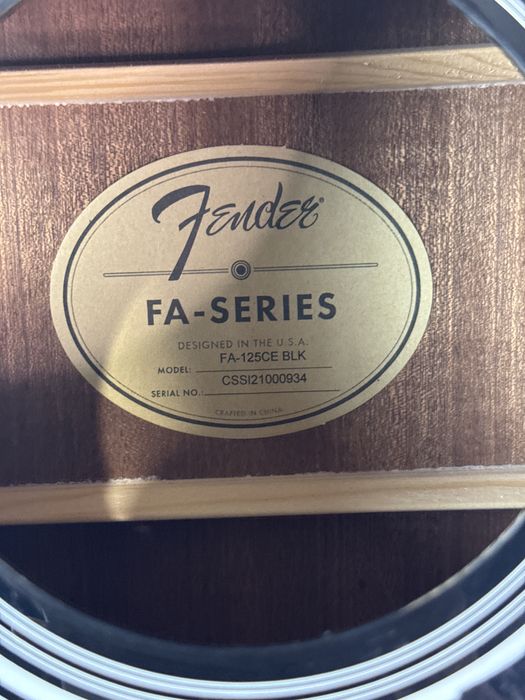 Fender®
FA-SERIES
DESIGNED IN THE U.S.A.
MODEL: FA-125CE BLK
SERIAL NO.: CSSI21000934
CRAFTED IN CHINA